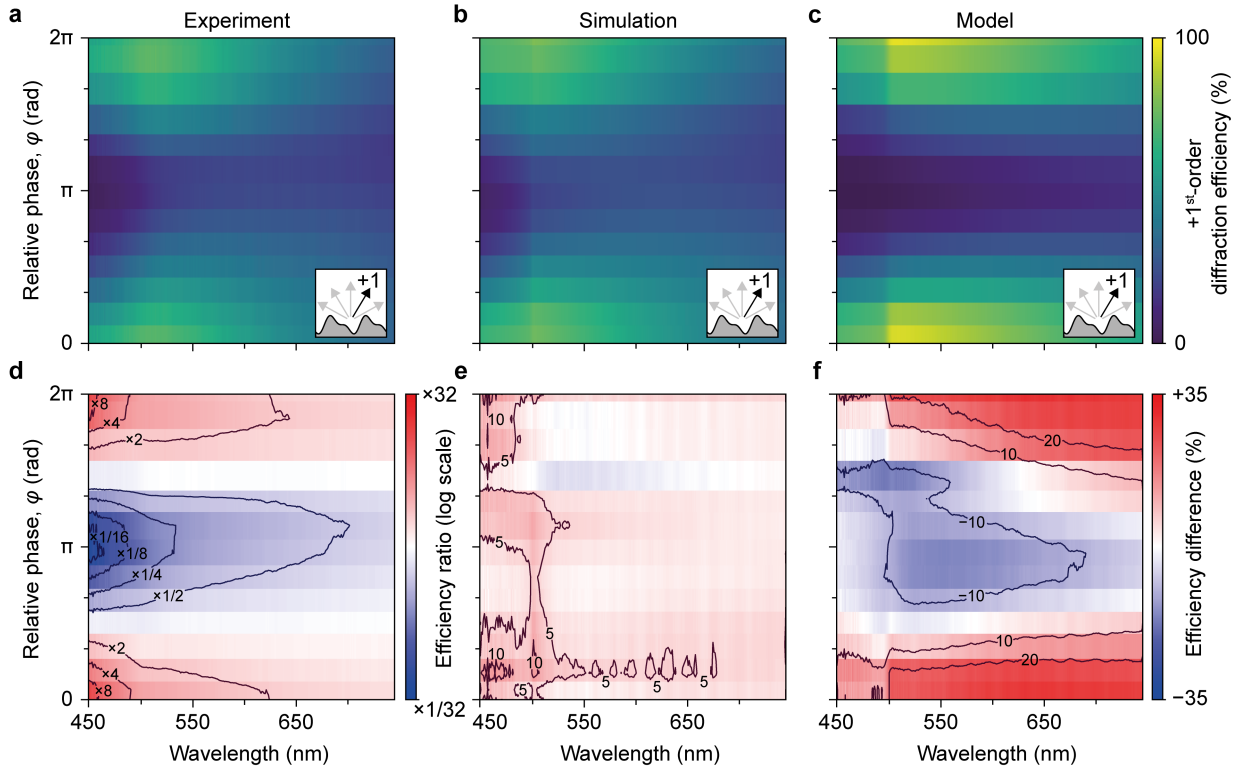 a Experiment
b Simulation
c Model
2π
π
0
Relative phase, φ (rad)
+1
+1
+1
100
0
+1st-order
diffraction efficiency (%)
d
e
f
2π
π
0
Relative phase, φ (rad)
×8
×4
×2
×1/16
×1/8
×1/4
×1/2
×2
×4
×8
×32
×1/32
Efficiency ratio (log scale)
10
5
5
5
10
10
5
5
5
5
20
10
−10
−10
10
20
+35
−35
Efficiency difference (%)
450 550 650
450 550 650
450 550 650
Wavelength (nm)
Wavelength (nm)
Wavelength (nm)